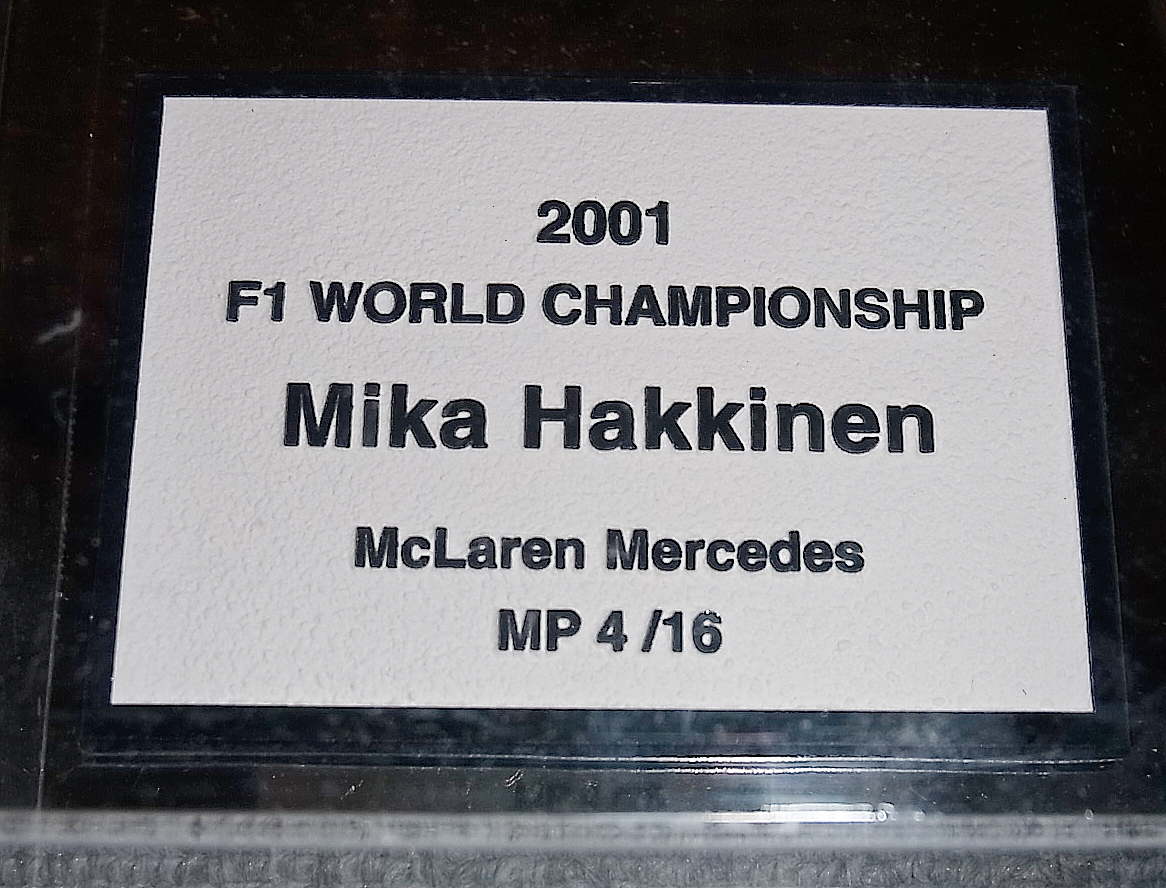 2001
F1 WORLD CHAMPIONSHIP
Mika Hakkinen
McLaren Mercedes
MP 4 /16